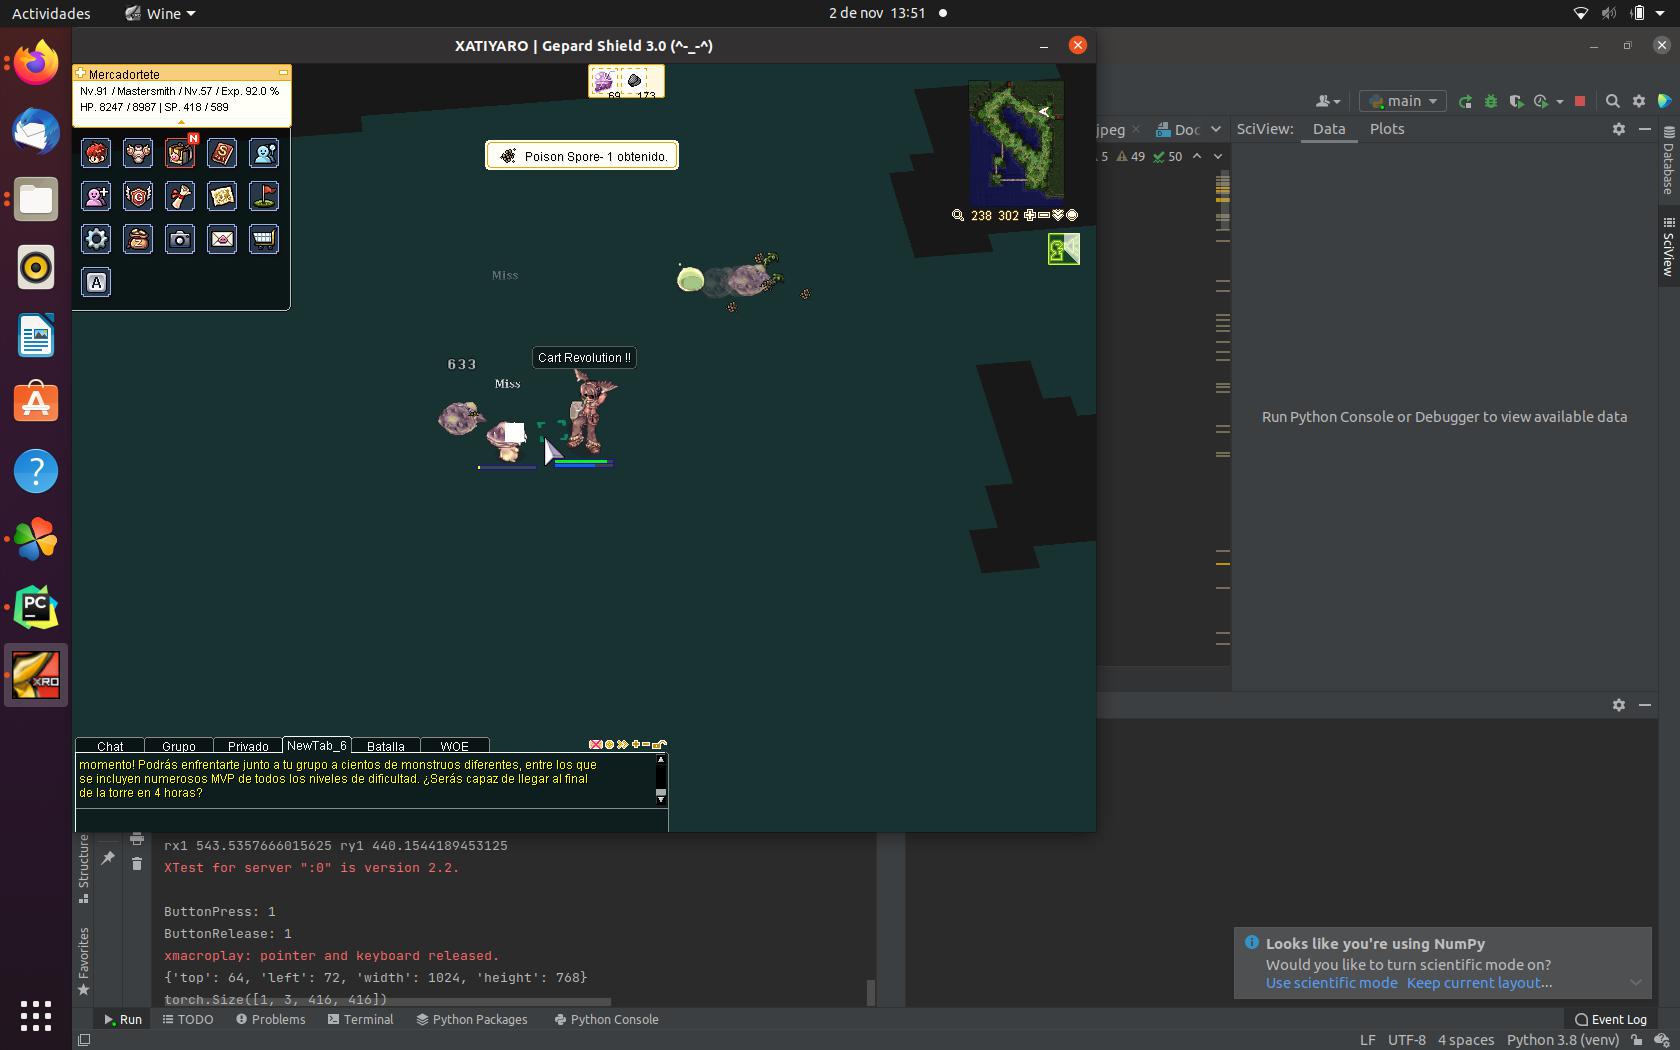 Actividades
Wine
2 de nov 13:51
XATIYARO | Gepard Shield 3.0 (^-_-^)
Mercadortete
Nv.91 / Mastersmith / Nv.57 / Exp. 92.0 %
HP. 8247 / 8987 | SP. 418 / 589
N
A
69 173
Poison Spore- 1 obtenido.
238 302
Miss
633
Miss
Cart Revolution !!
Chat Grupo Privado NewTab_6 Batalla WOE
momento! Podrás enfrentarte junto a tu grupo a cientos de monstruos diferentes, entre los que
se incluyen numerosos MVP de todos los niveles de dificultad. ¿Serás capaz de llegar al final
de la torre en 4 horas?
main
jpeg
Doc
SciView: Data Plots
5 49 50
Database
SciView
Run Python Console or Debugger to view available data
PC
XRO
Structure
Favorites
rx1 543.5357666015625 ry1 440.1544189453125
XTest for server ":0" is version 2.2.
ButtonPress: 1
ButtonRelease: 1
xmacroplay: pointer and keyboard released.
{'top': 64, 'left': 72, 'width': 1024, 'height': 768}
torch.Size([1, 3, 416, 416])
Looks like you're using NumPy
Would you like to turn scientific mode on?
Use scientific mode Keep current layout...
Run TODO Problems Terminal Python Packages Python Console
Event Log
LF UTF-8 4 spaces Python 3.8 (venv)